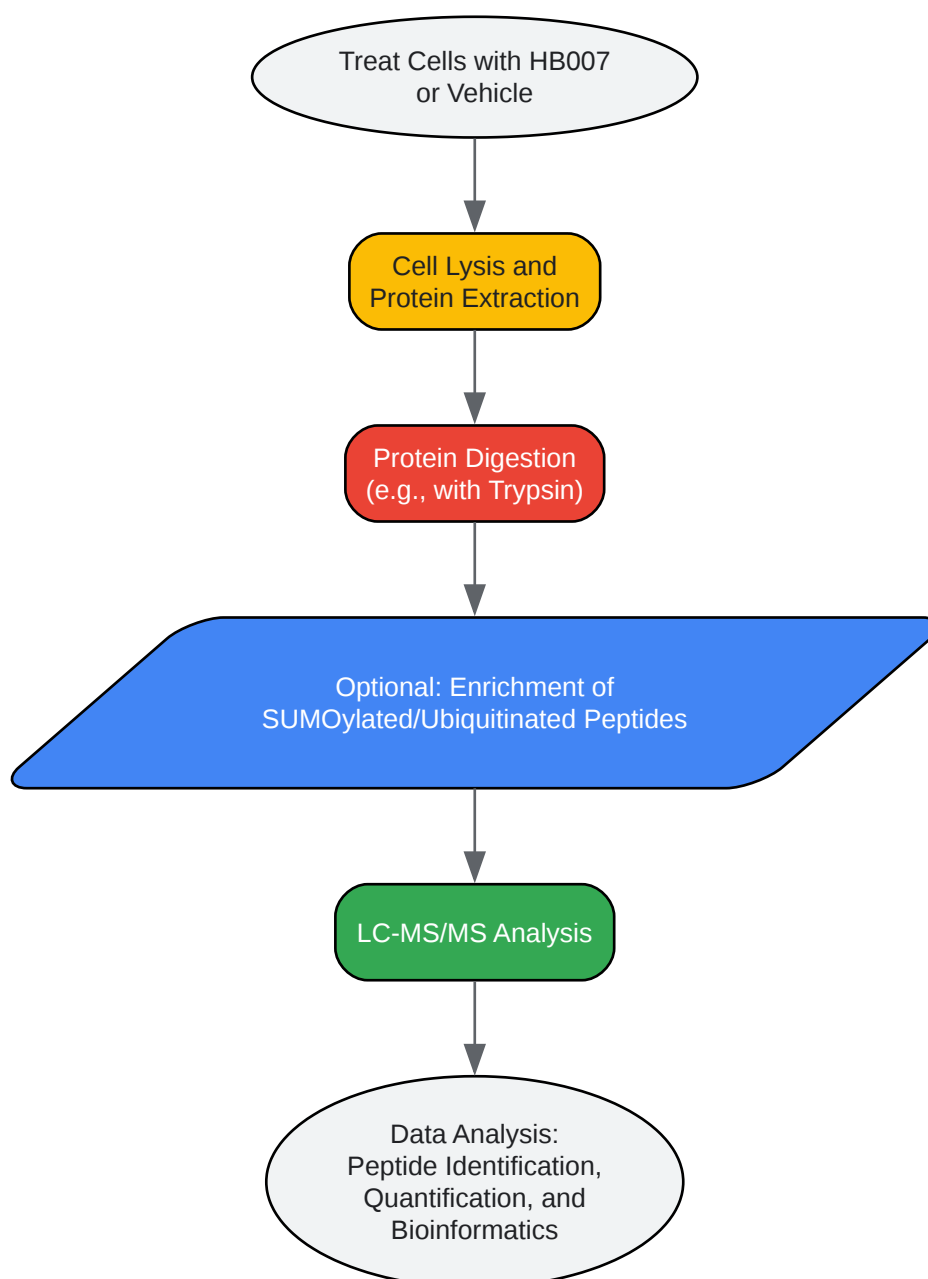 Treat Cells with HB007
or Vehicle
Cell Lysis and
Protein Extraction
Protein Digestion
(e.g., with Trypsin)
Optional: Enrichment of
SUMOylated/Ubiquitinated Peptides
LC-MS/MS Analysis
Data Analysis:
Peptide Identification,
Quantification, and
Bioinformatics